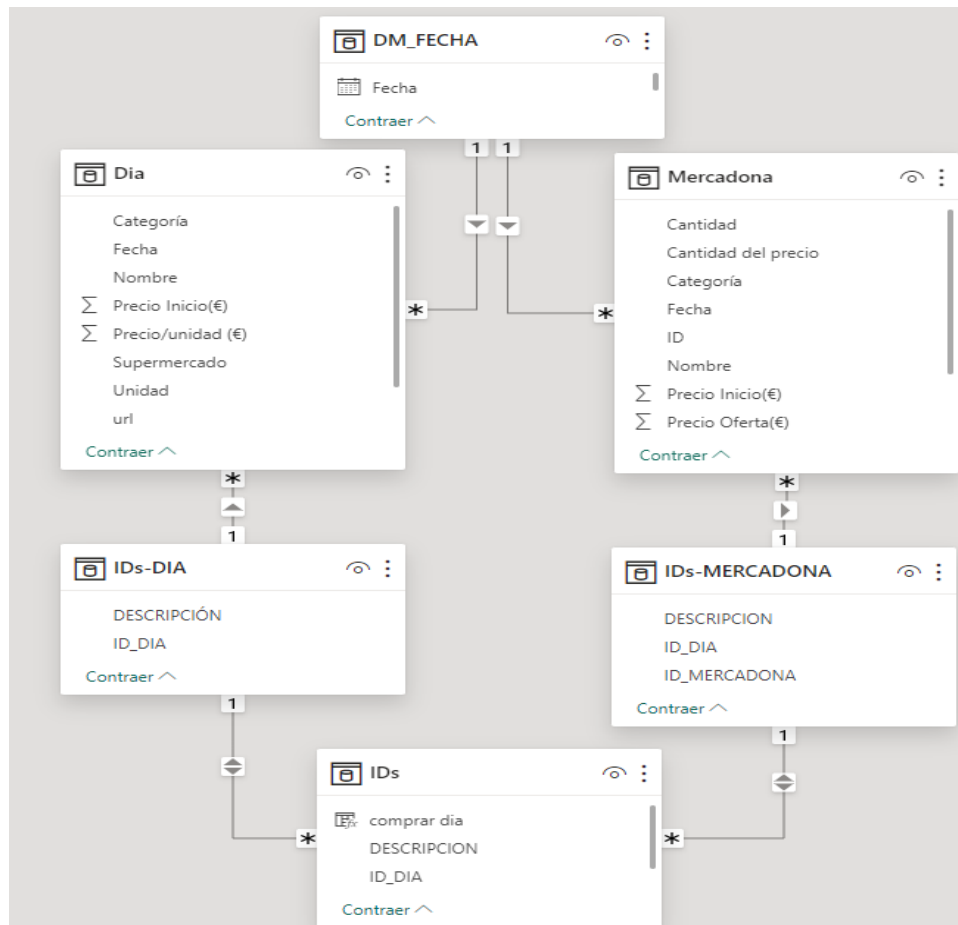 DM_FECHA
Fecha
Contraer
1 1
Dia
Categoría
Fecha
Nombre
Σ Precio Inicio(€)
Σ Precio/unidad (€)
Supermercado
Unidad
url
Contraer
*
Mercadona
Cantidad
Cantidad del precio
Categoría
Fecha
ID
Nombre
Σ Precio Inicio(€)
Σ Precio Oferta(€)
Contraer
*
*
1
*
1
IDs-DIA
DESCRIPCIÓN
ID_DIA
Contraer
1
IDs-MERCADONA
DESCRIPCION
ID_DIA
ID_MERCADONA
Contraer
1
IDs
comprar dia
DESCRIPCION
ID_DIA
Contraer
*
*